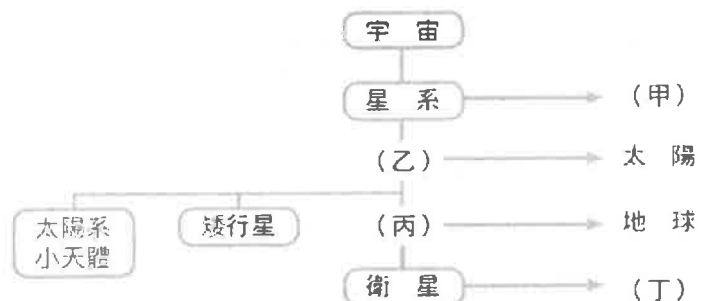 宇宙
星系 (甲)
(乙) 太陽
太陽系
小天體
矮行星
(丙) 地球
衛星 (丁)